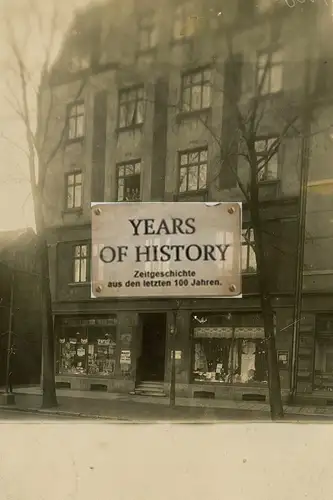 YEARS
OF HISTORY
Zeitgeschichte
aus den letzten 100 Jahren.